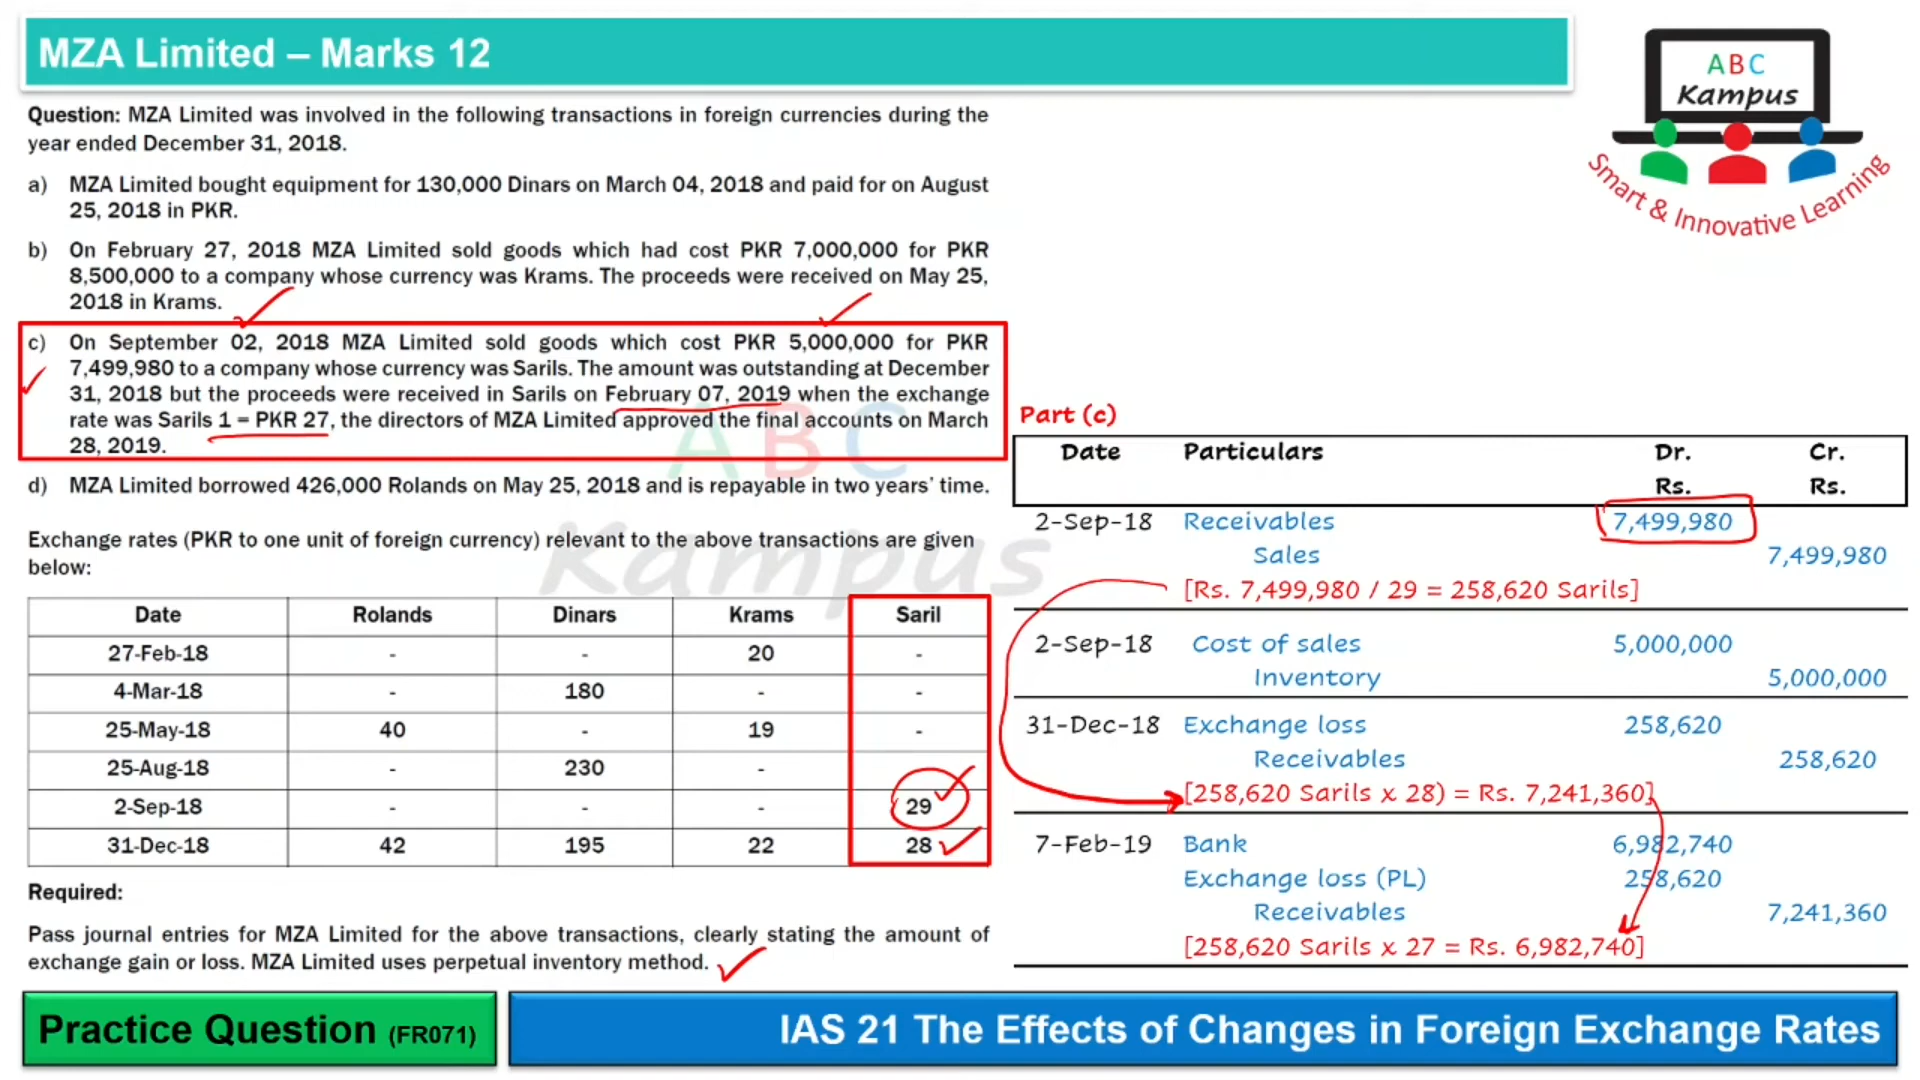 MZA Limited – Marks 12
ABC
Kampus
Smart & Innovative Learning
Question: MZA Limited was involved in the following transactions in foreign currencies during the
year ended December 31, 2018.
a) MZA Limited bought equipment for 130,000 Dinars on March 04, 2018 and paid for on August
25, 2018 in PKR.
b) On February 27, 2018 MZA Limited sold goods which had cost PKR 7,000,000 for PKR
8,500,000 to a company whose currency was Krams. The proceeds were received on May 25,
2018 in Krams.
c) On September 02, 2018 MZA Limited sold goods which cost PKR 5,000,000 for PKR
7,499,980 to a company whose currency was Sarils. The amount was outstanding at December
31, 2018 but the proceeds were received in Sarils on February 07, 2019 when the exchange
rate was Sarils 1 = PKR 27, the directors of MZA Limited approved the final accounts on March
28, 2019.
d) MZA Limited borrowed 426,000 Rolands on May 25, 2018 and is repayable in two years' time.
Exchange rates (PKR to one unit of foreign currency) relevant to the above transactions are given
below:
Date Rolands Dinars Krams Saril
27-Feb-18 - - 20 -
4-Mar-18 - 180 - -
25-May-18 40 - 19 -
25-Aug-18 - 230 -
2-Sep-18 - - - 29
31-Dec-18 42 195 22 28
Required:
Pass journal entries for MZA Limited for the above transactions, clearly stating the amount of
exchange gain or loss. MZA Limited uses perpetual inventory method.
ABC
Kampus
Part (c)
Date Particulars Dr. Cr.
Rs. Rs.
2-Sep-18 Receivables 7,499,980
Sales 7,499,980
[Rs. 7,499,980 / 29 = 258,620 Sarils]
2-Sep-18 Cost of sales 5,000,000
Inventory 5,000,000
31-Dec-18 Exchange loss 258,620
Receivables 258,620
[258,620 Sarils x 28) = Rs. 7,241,360]
7-Feb-19 Bank 6,982,740
Exchange loss (PL) 258,620
Receivables 7,241,360
[258,620 Sarils x 27 = Rs. 6,982,740]
Practice Question (FR071)
IAS 21 The Effects of Changes in Foreign Exchange Rates